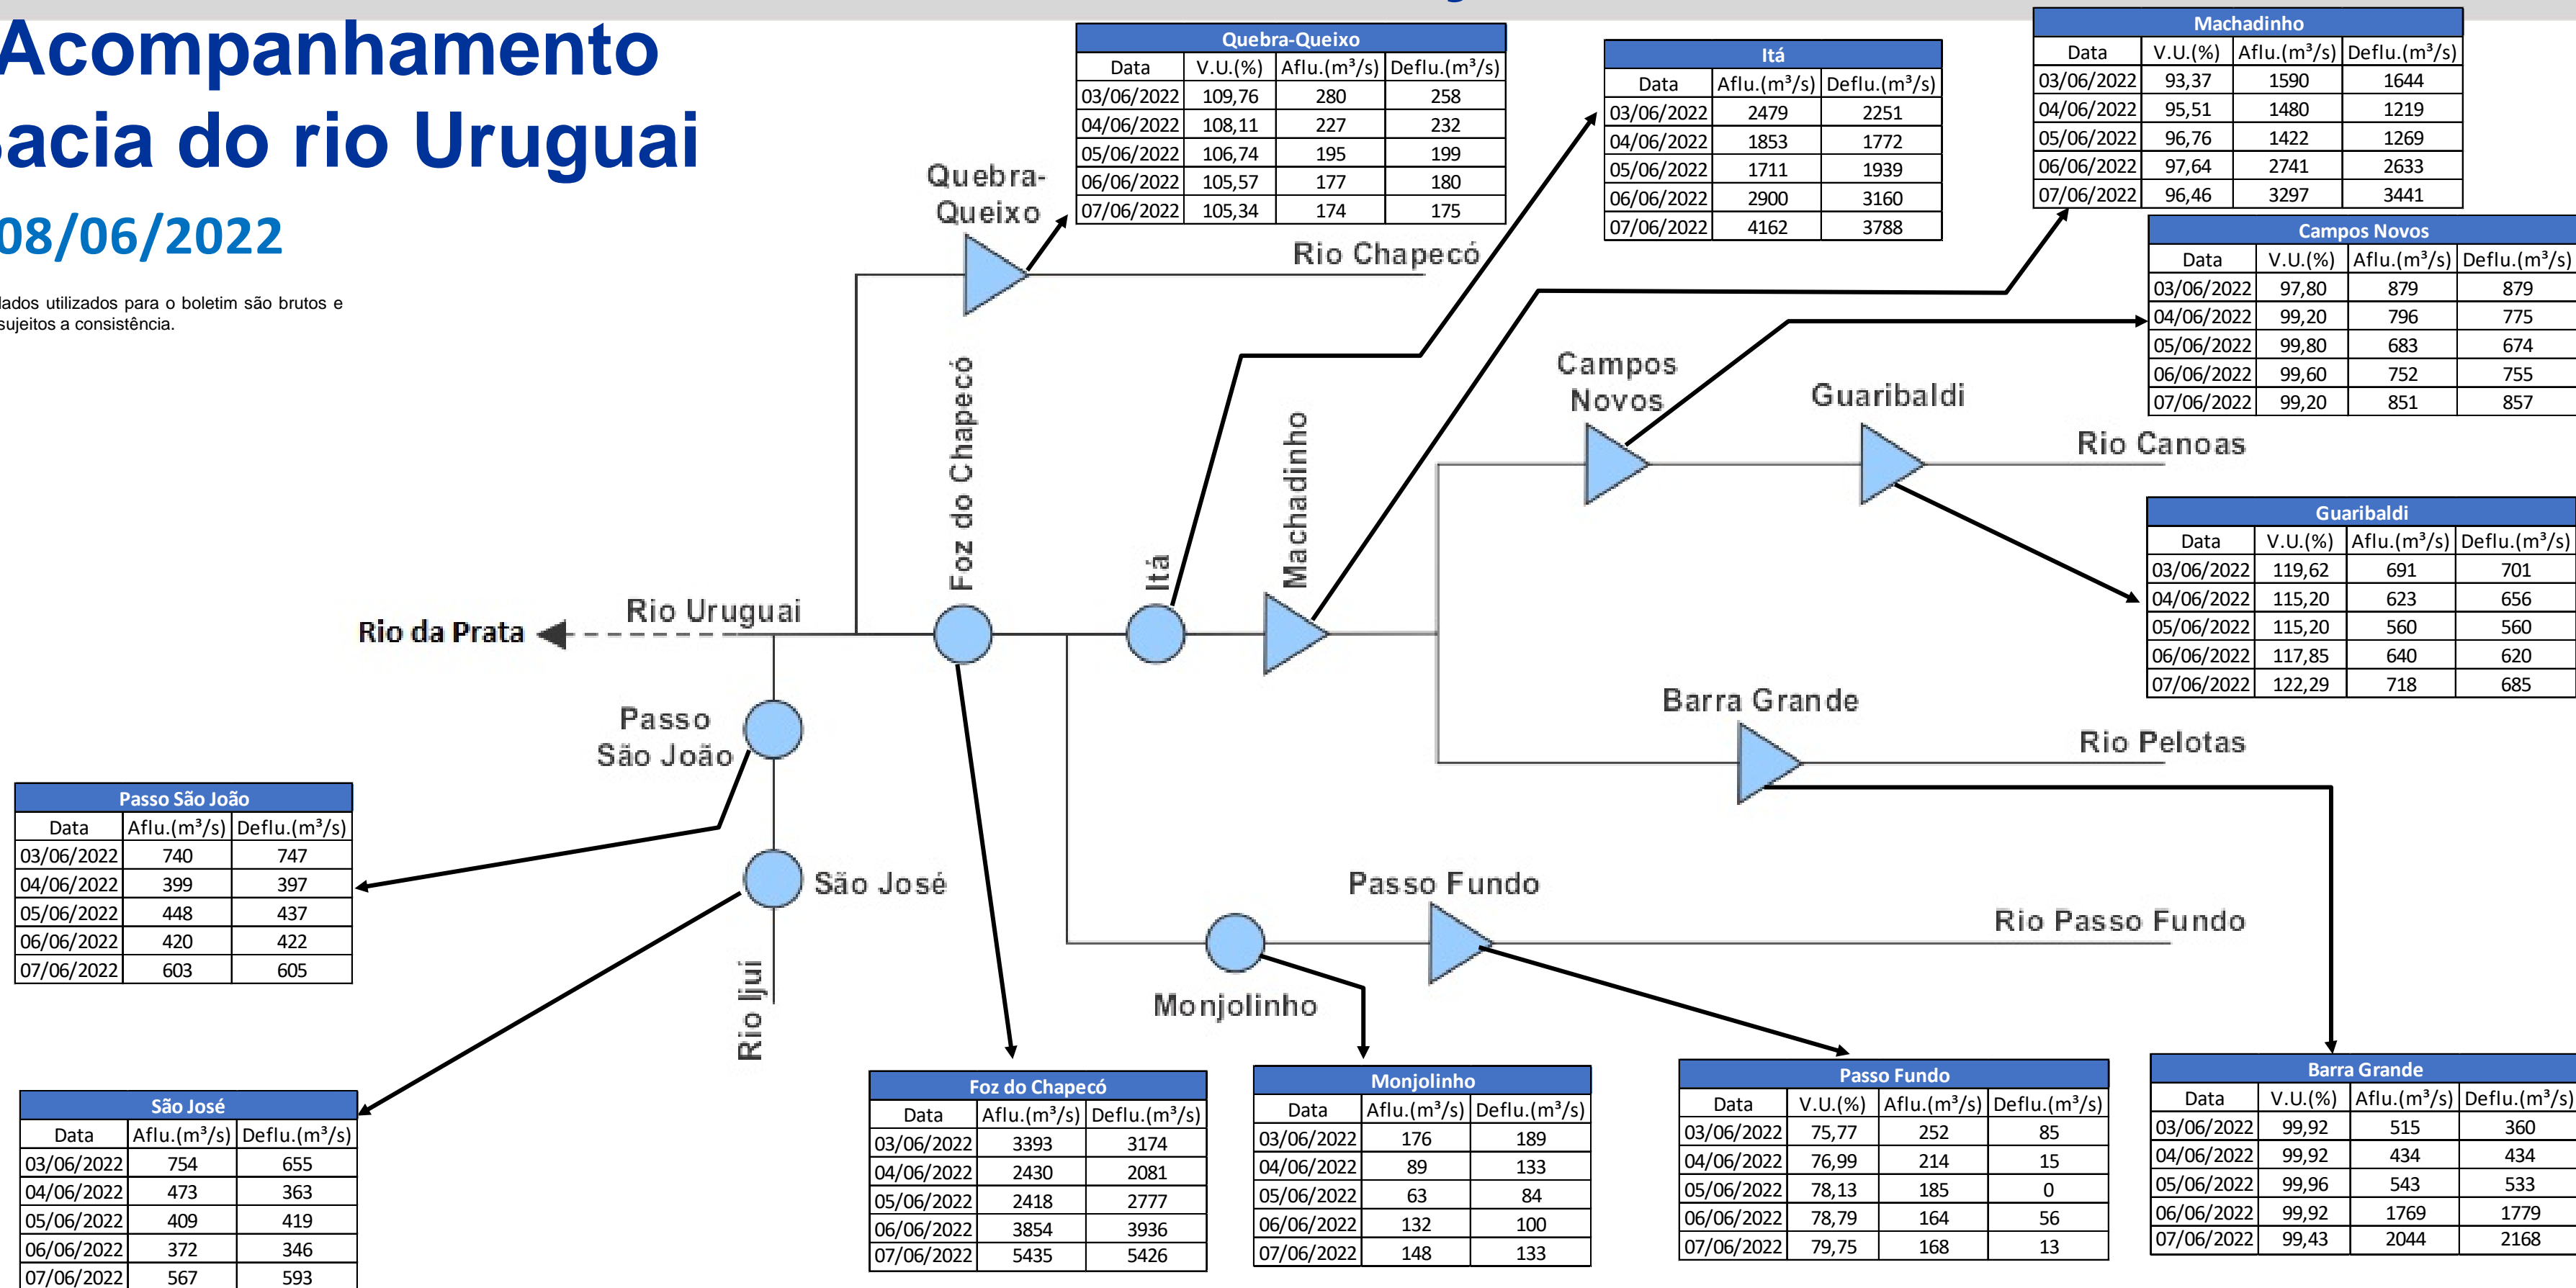 Acompanhamento
acia do rio Uruguai
08/06/2022
dados utilizados para o boletim são brutos e
sujeitos a consistência.
Quebra-Queixo
Data V.U.(%) Aflu.(m³/s) Deflu.(m³/s)
03/06/2022 109,76 280 258
04/06/2022 108,11 227 232
05/06/2022 106,74 195 199
06/06/2022 105,57 177 180
07/06/2022 105,34 174 175
Itá
Data Aflu.(m³/s) Deflu.(m³/s)
03/06/2022 2479 2251
04/06/2022 1853 1772
05/06/2022 1711 1939
06/06/2022 2900 3160
07/06/2022 4162 3788
Machadinho
Data V.U.(%) Aflu.(m³/s) Deflu.(m³/s)
03/06/2022 93,37 1590 1644
04/06/2022 95,51 1480 1219
05/06/2022 96,76 1422 1269
06/06/2022 97,64 2741 2633
07/06/2022 96,46 3297 3441
Campos Novos
Data V.U.(%) Aflu.(m³/s) Deflu.(m³/s)
03/06/2022 97,80 879 879
04/06/2022 99,20 796 775
05/06/2022 99,80 683 674
06/06/2022 99,60 752 755
07/06/2022 99,20 851 857
Quebra-
Queixo
Rio Chapecó
Foz do Chapecó
Itá
Machadinho
Campos
Novos
Guaribaldi
Rio Canoas
Guaribaldi
Data V.U.(%) Aflu.(m³/s) Deflu.(m³/s)
03/06/2022 119,62 691 701
04/06/2022 115,20 623 656
05/06/2022 115,20 560 560
06/06/2022 117,85 640 620
07/06/2022 122,29 718 685
Rio da Prata
Rio Uruguai
Passo
São João
Barra Grande
Rio Pelotas
São José
Rio Ijuí
Passo Fundo
Rio Passo Fundo
Monjolinho
Passo São João
Data Aflu.(m³/s) Deflu.(m³/s)
03/06/2022 740 747
04/06/2022 399 397
05/06/2022 448 437
06/06/2022 420 422
07/06/2022 603 605
São José
Data Aflu.(m³/s) Deflu.(m³/s)
03/06/2022 754 655
04/06/2022 473 363
05/06/2022 409 419
06/06/2022 372 346
07/06/2022 567 593
Foz do Chapecó
Data Aflu.(m³/s) Deflu.(m³/s)
03/06/2022 3393 3174
04/06/2022 2430 2081
05/06/2022 2418 2777
06/06/2022 3854 3936
07/06/2022 5435 5426
Monjolinho
Data Aflu.(m³/s) Deflu.(m³/s)
03/06/2022 176 189
04/06/2022 89 133
05/06/2022 63 84
06/06/2022 132 100
07/06/2022 148 133
Passo Fundo
Data V.U.(%) Aflu.(m³/s) Deflu.(m³/s)
03/06/2022 75,77 252 85
04/06/2022 76,99 214 15
05/06/2022 78,13 185 0
06/06/2022 78,79 164 56
07/06/2022 79,75 168 13
Barra Grande
Data V.U.(%) Aflu.(m³/s) Deflu.(m³/s)
03/06/2022 99,92 515 360
04/06/2022 99,92 434 434
05/06/2022 99,96 543 533
06/06/2022 99,92 1769 1779
07/06/2022 99,43 2044 2168